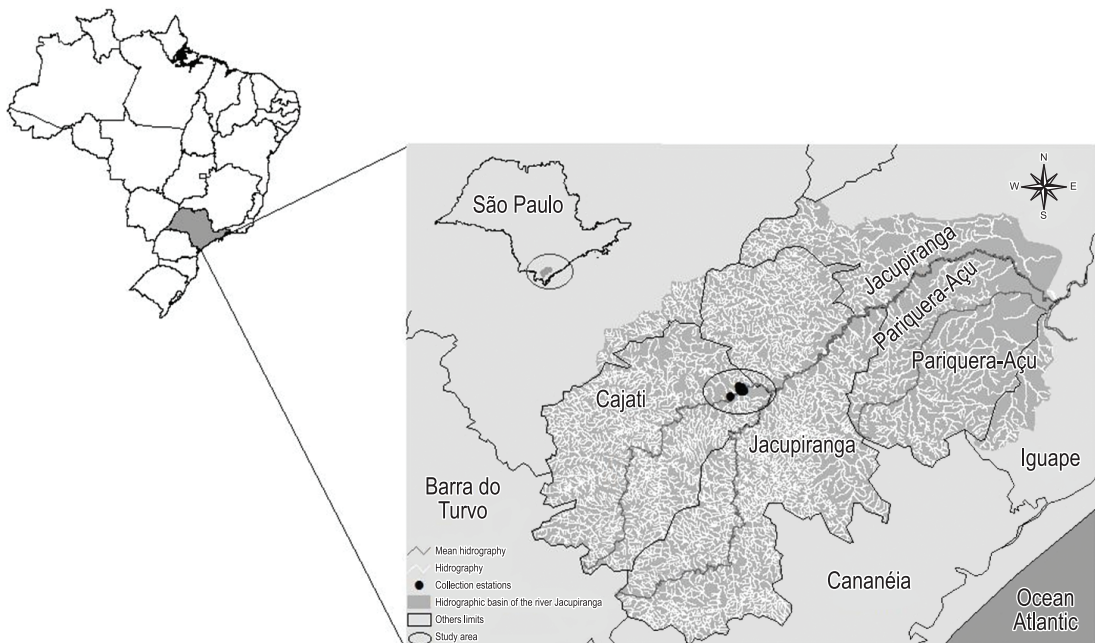 N
W
E
S
São Paulo
Jacupiranga
Pariquera-Açu
Pariquera-Açu
Cajati
Jacupiranga
Iguape
Barra do
Turvo
Cananéia
Ocean
Atlantic
Mean hidrography
Hidrography
Collection estations
Hidrographic basin of the river Jacupiranga
Others limits
Study area